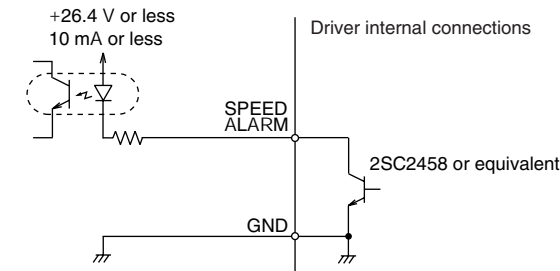 +26.4 V or less
10 mA or less
Driver internal connections
SPEED
ALARM
2SC2458 or equivalent
GND